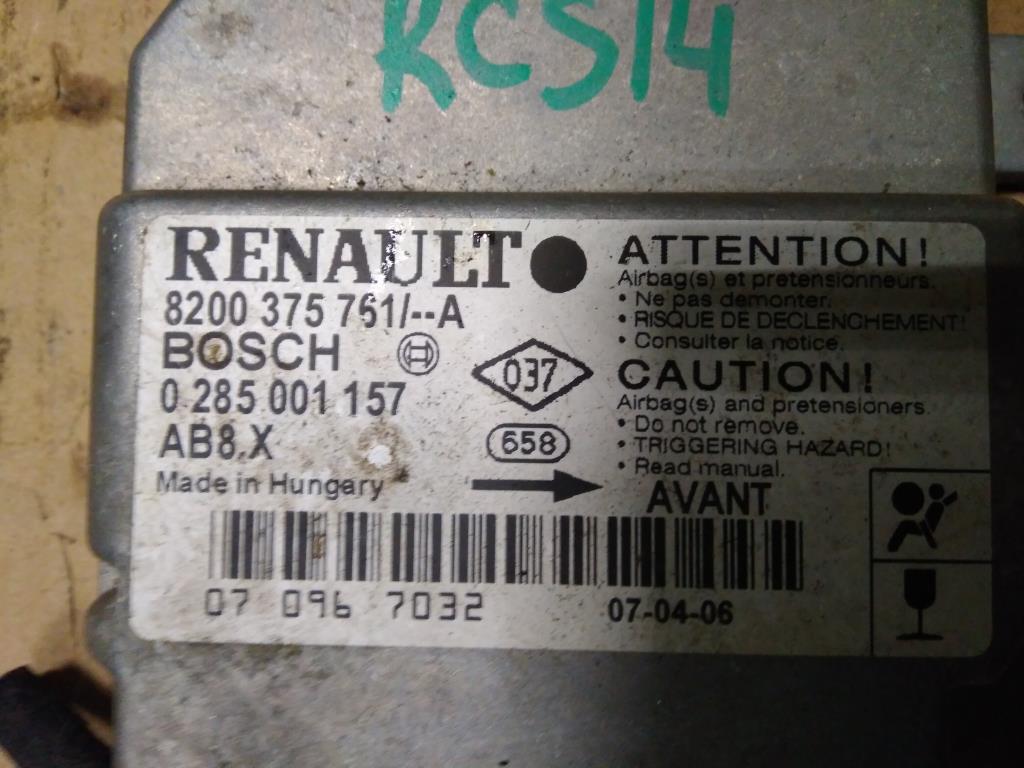 RCS14
RENAULT
8200 375 761/--A
BOSCH
0 285 001 157
AB8.X
Made in Hungary
037
658
ATTENTION!
Airbag(s) et pretensionneurs.
• Ne pas demonter.
• RISQUE DE DECLENCHEMENT!
• Consulter la notice.
CAUTION!
Airbag(s) and pretensioners.
• Do not remove.
• TRIGGERING HAZARD!
• Read manual.
AVANT
07 096 7032
07-04-06